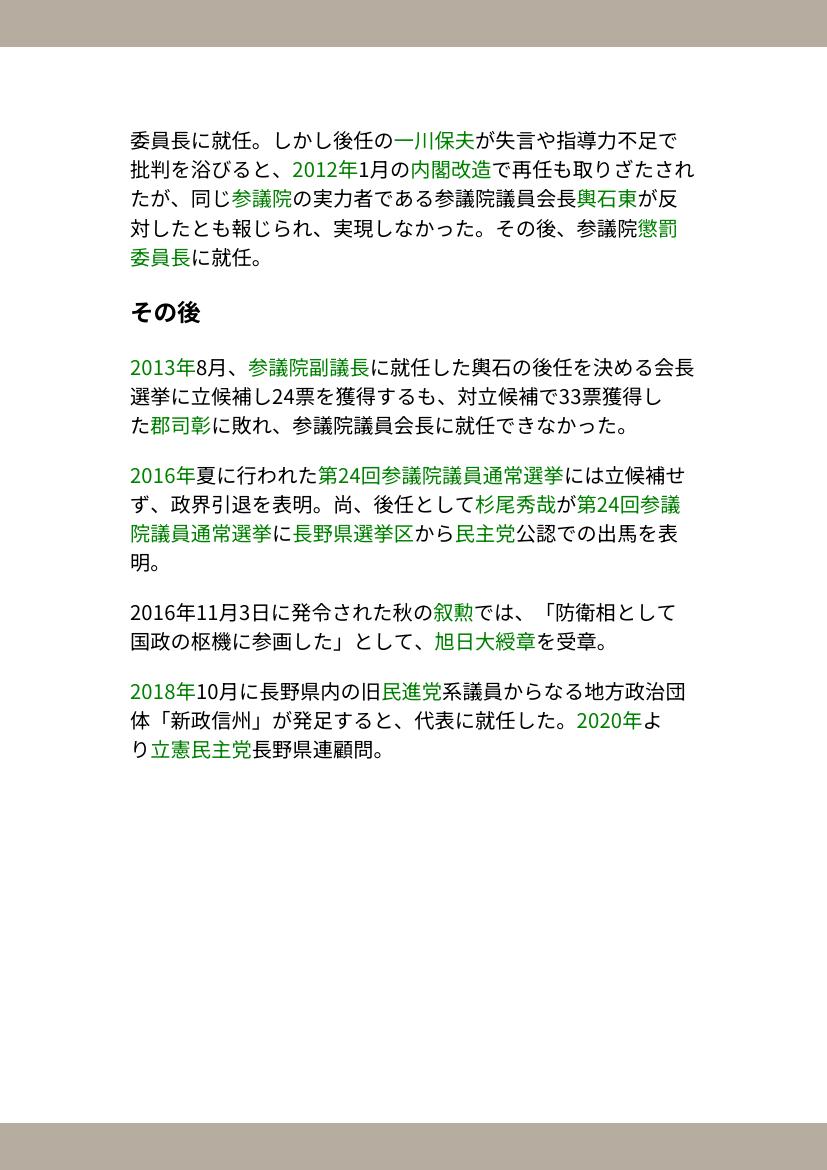 委員長に就任。しかし後任の一川保夫が失言や指導力不足で
批判を浴びると、2012年1月の内閣改造で再任も取りざたされ
たが、同じ参議院の実力者である参議院議員会長輿石東が反
対したとも報じられ、実現しなかった。その後、参議院懲罰
委員長に就任。
その後
2013年8月、参議院副議長に就任した輿石の後任を決める会長
選挙に立候補し24票を獲得するも、対立候補で33票獲得し
た郡司彰に敗れ、参議院議員会長に就任できなかった。
2016年夏に行われた第24回参議院議員通常選挙には立候補せ
ず、政界引退を表明。尚、後任として杉尾秀哉が第24回参議
院議員通常選挙に長野県選挙区から民主党公認での出馬を表
明。
2016年11月3日に発令された秋の叙勲では、「防衛相として
国政の枢機に参画した」として、旭日大綬章を受章。
2018年10月に長野県内の旧民進党系議員からなる地方政治団
体「新政信州」が発足すると、代表に就任した。2020年よ
り立憲民主党長野県連顧問。